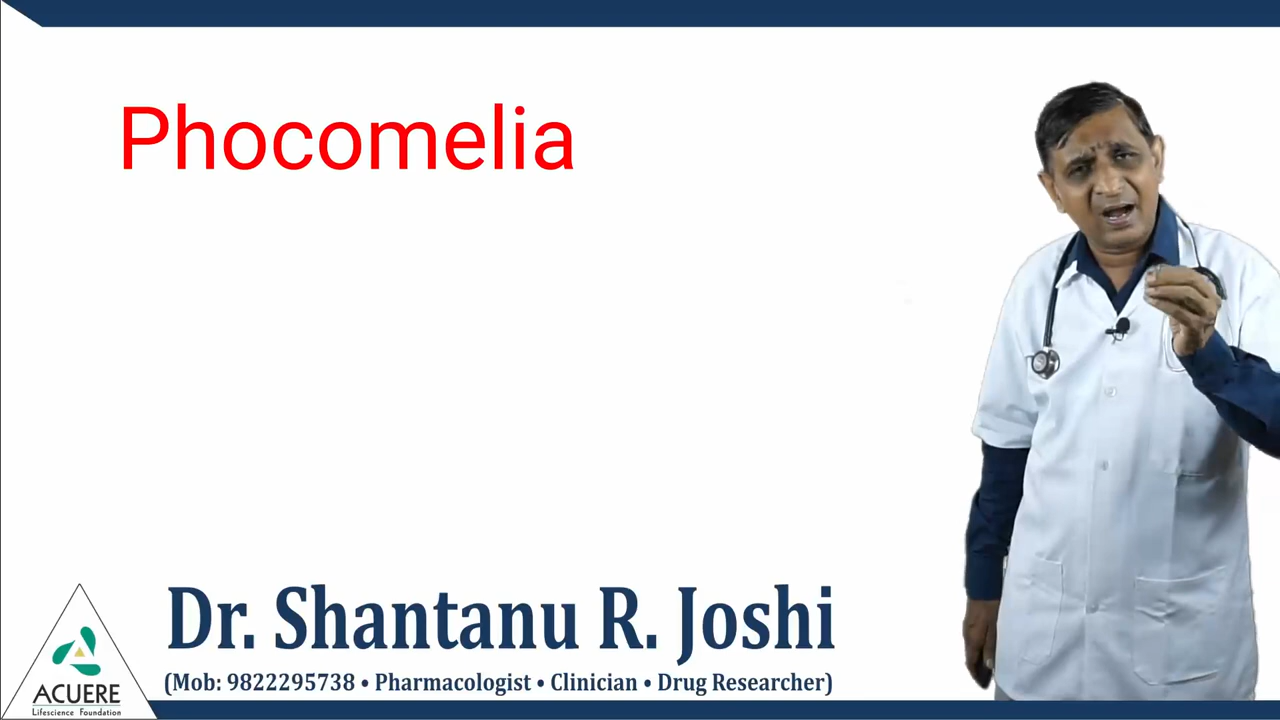 Phocomelia
Dr. Shantanu R. Joshi
(Mob: 9822295738 • Pharmacologist • Clinician • Drug Researcher)
ACUERE
Lifescience Foundation